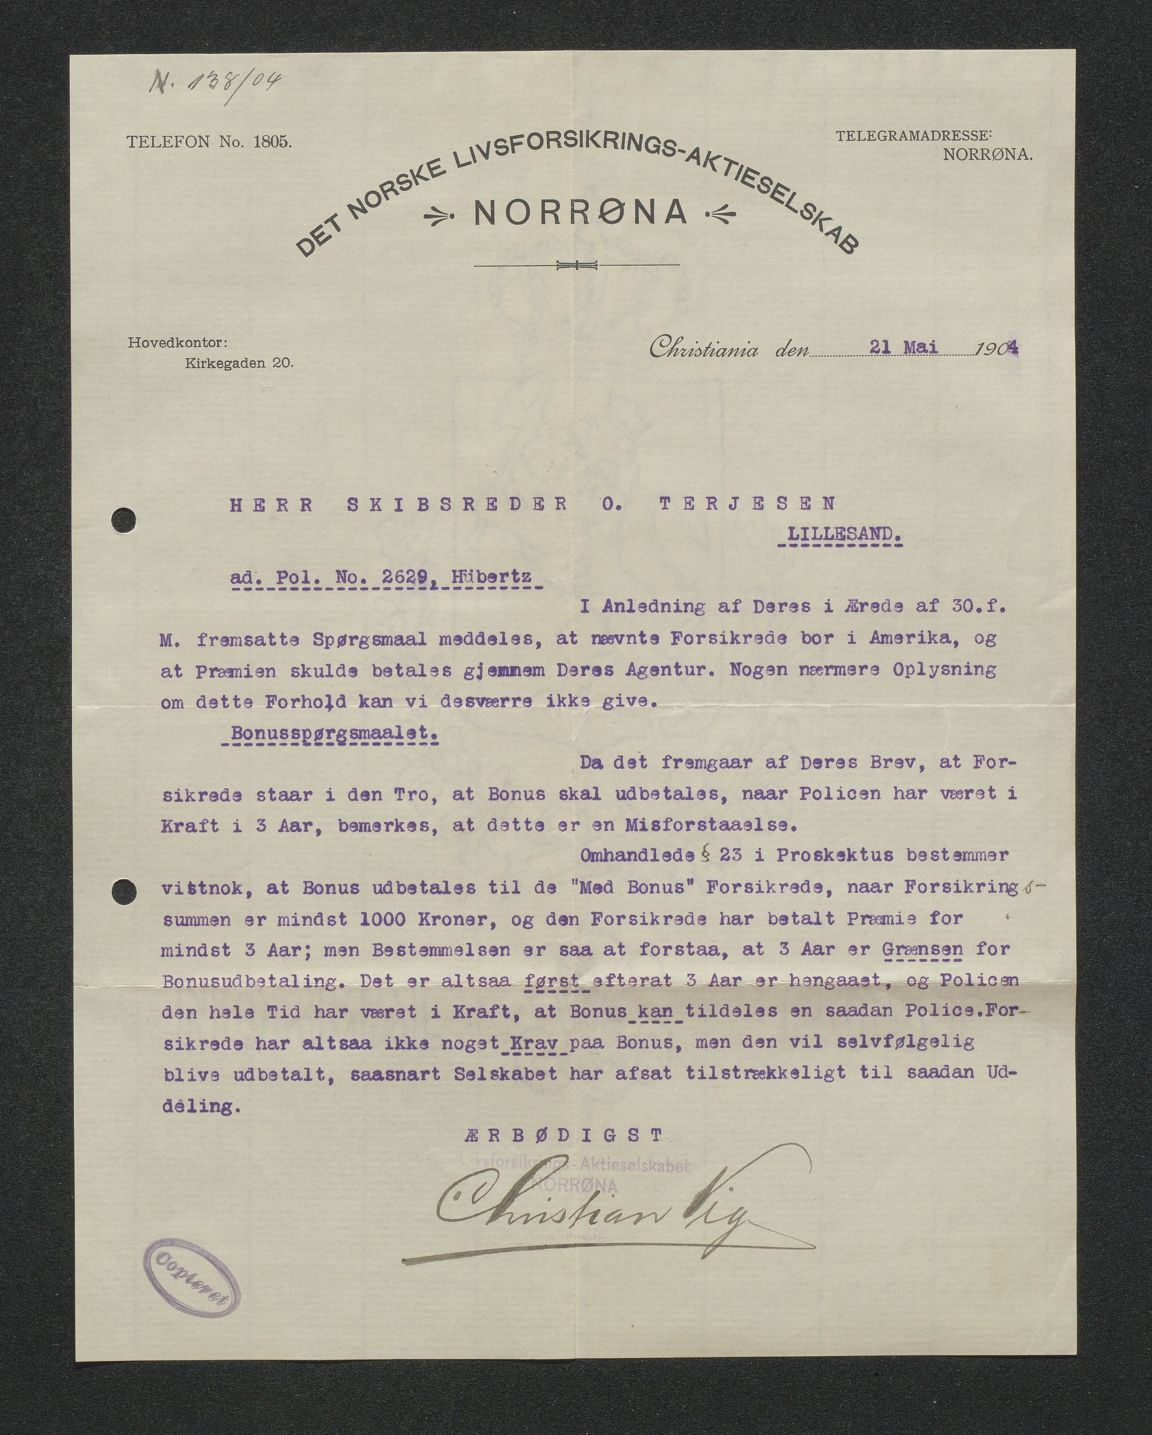 N. 138/04
TELEFON No. 1805.
TELEGRAMADRESSE:
NORRØNA.
DET NORSKE LIVSFORSIKRINGS-AKTIESELSKAB
NORRØNA
Hovedkontor:
Kirkegaden 20.
Christiania den 21 Mai 1904
HERR SKIBSREDER O. TERJESEN
LILLESAND.
ad. Pol. No. 2629, Hübertz
I Anledning af Deres i Ærede af 30.f.
M. fremsatte Spørgsmaal meddeles, at nævnte Forsikrede bor i Amerika, og
at Præmien skulde betales gjennem Deres Agentur. Nogen nærmere Oplysning
om dette Forhold kan vi desværre ikke give.
Bonusspørgsmaalet.
Da det fremgaar af Deres Brev, at For-
sikrede staar i den Tro, at Bonus skal udbetales, naar Policen har været i
Kraft i 3 Aar, bemerkes, at dette er en Misforstaaelse.
Omhandlede § 23 i Proskektus bestemmer
vistnok, at Bonus udbetales til de "Med Bonus" Forsikrede, naar Forsikrings-
summen er mindst 1000 Kroner, og den Forsikrede har betalt Præmie for
mindst 3 Aar; men Bestemmelsen er saa at forstaa, at 3 Aar er Grænsen for
Bonusudbetaling. Det er altsaa først efterat 3 Aar er hengaaet, og Policen
den hele Tid har været i Kraft, at Bonus kan tildeles en saadan Police.For-
sikrede har altsaa ikke noget Krav paa Bonus, men den vil selvfølgelig
blive udbetalt, saasnart Selskabet har afsat tilstrækkeligt til saadan Ud-
deling.
ÆRBØDIGST
Livsforsikrings-Aktieselskabet
NORRØNA
Christian Vig
Copieret